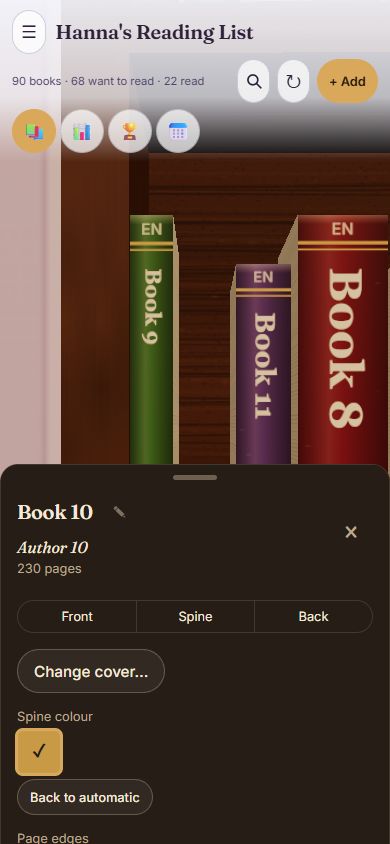 Hanna's Reading List
90 books · 68 want to read · 22 read
+ Add
EN
EN
EN
Book 9
Book 11
Book 8
Book 10
Author 10
230 pages
Front
Spine
Back
Change cover...
Spine colour
Back to automatic
Page edges